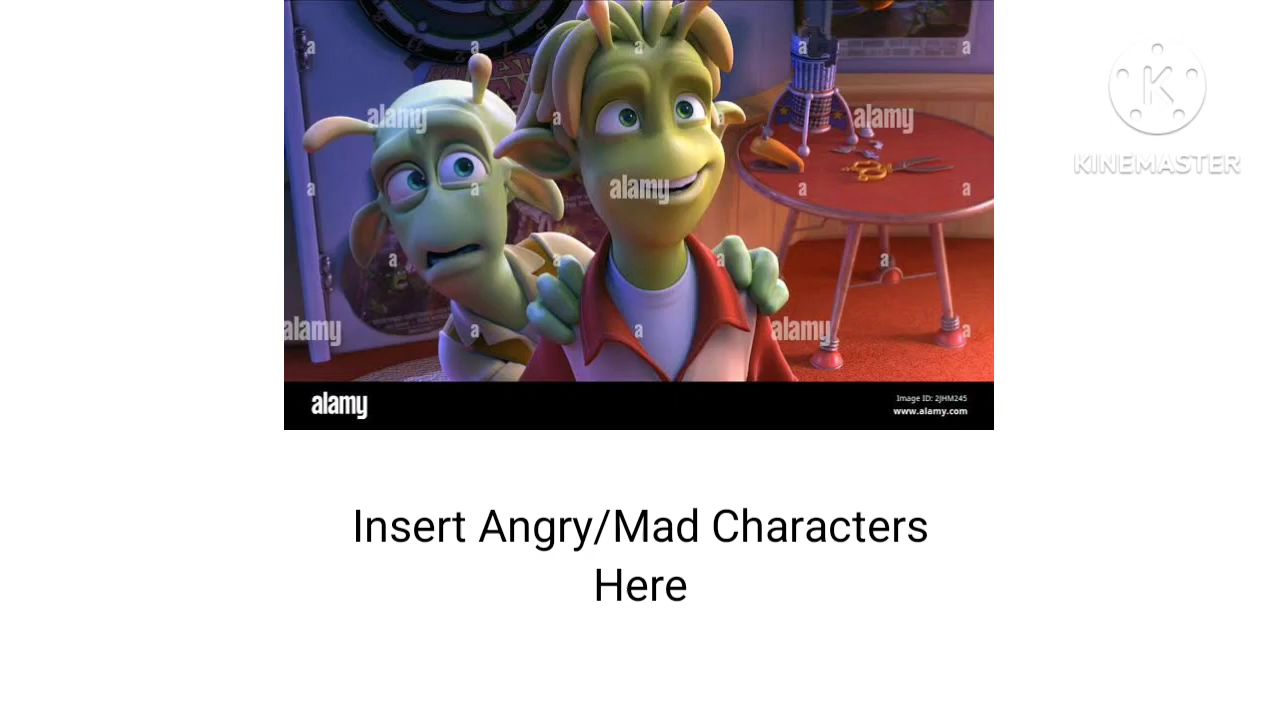 a a a a
alamy a a alamy
a alamy a a
a a a a
alamy a a alamy a
alamy
Image ID: 2JHM245
www.alamy.com
K
KINEMASTER
Insert Angry/Mad Characters
Here